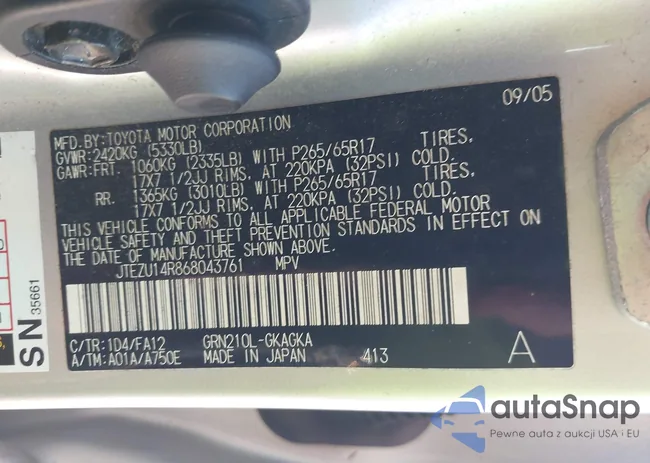 09/05
MFD.BY:TOYOTA MOTOR CORPORATION
GVWR:2420KG (5330LB)
GAWR:FRT. 1060KG (2335LB) WITH P265/65R17 TIRES,
17X7 1/2JJ RIMS, AT 220KPA (32PSI) COLD.
RR. 1365KG (3010LB) WITH P265/65R17 TIRES,
17X7 1/2JJ RIMS, AT 220KPA (32PSI) COLD.
THIS VEHICLE CONFORMS TO ALL APPLICABLE FEDERAL MOTOR
VEHICLE SAFETY AND THEFT PREVENTION STANDARDS IN EFFECT ON
THE DATE OF MANUFACTURE SHOWN ABOVE.
JTEZU14R868043761 MPV
C/TR:1D4/FA12 GRN210L-GKAGKA
A/TM:A01A/A750E MADE IN JAPAN 413 A
SN 35661
autaSnap
Pewne auta z aukcji USA i EU